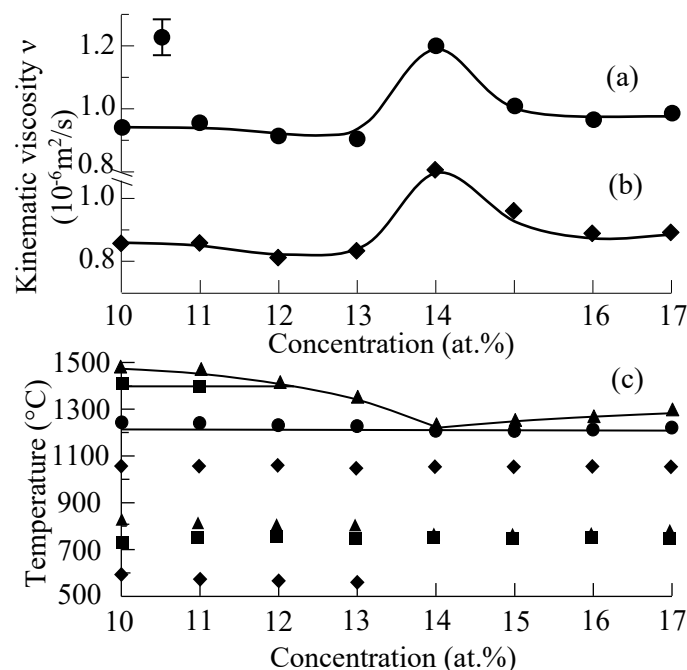 Kinematic viscosity ν
(10⁻⁶m²/s)
1.2
1.0
0.8
1.0
0.8
(a)
(b)
10 11 12 13 14 15 16 17
Concentration (at.%)
Temperature (°C)
1500
1300
1100
900
700
500
(c)
10 11 12 13 14 15 16 17
Concentration (at.%)